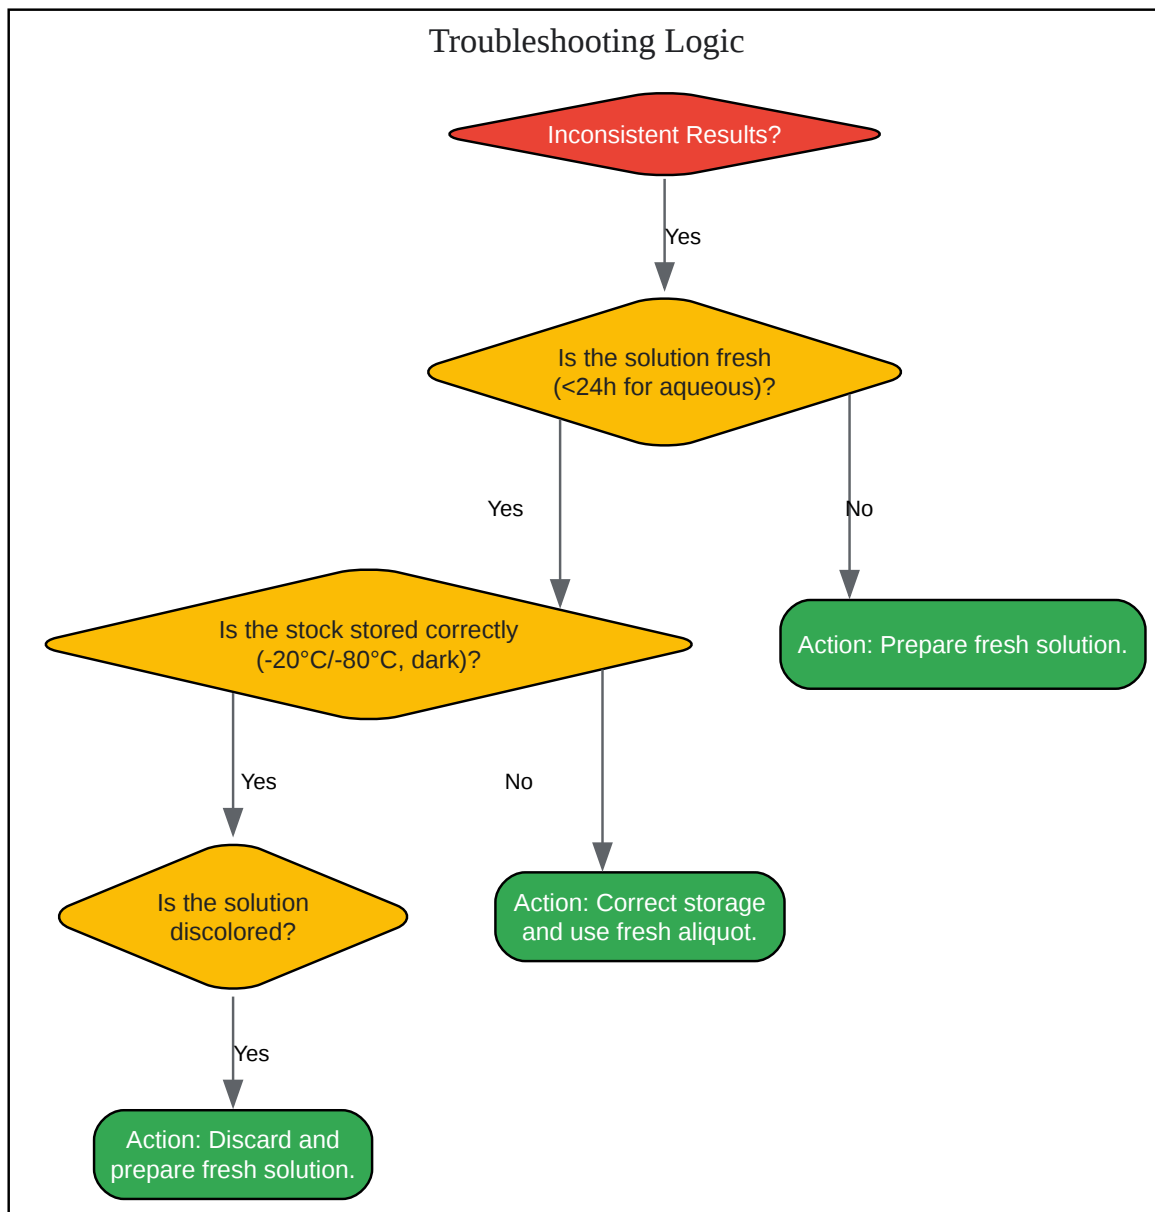 Troubleshooting Logic
Inconsistent Results?
Yes
Is the solution fresh
(<24h for aqueous)?
Yes
No
Is the stock stored correctly
(-20°C/-80°C, dark)?
Action: Prepare fresh solution.
Yes
No
Is the solution
discolored?
Action: Correct storage
and use fresh aliquot.
Yes
Action: Discard and
prepare fresh solution.